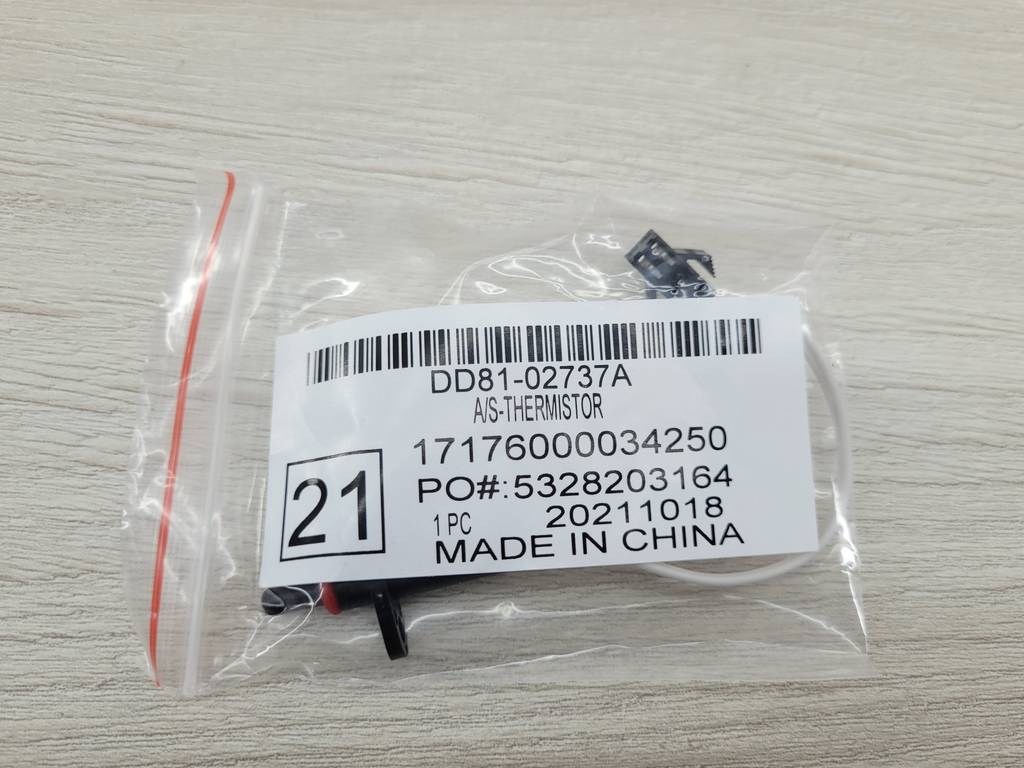 DD81-02737A
A/S-THERMISTOR
17176000034250
21
PO#:5328203164
1 PC 20211018
MADE IN CHINA